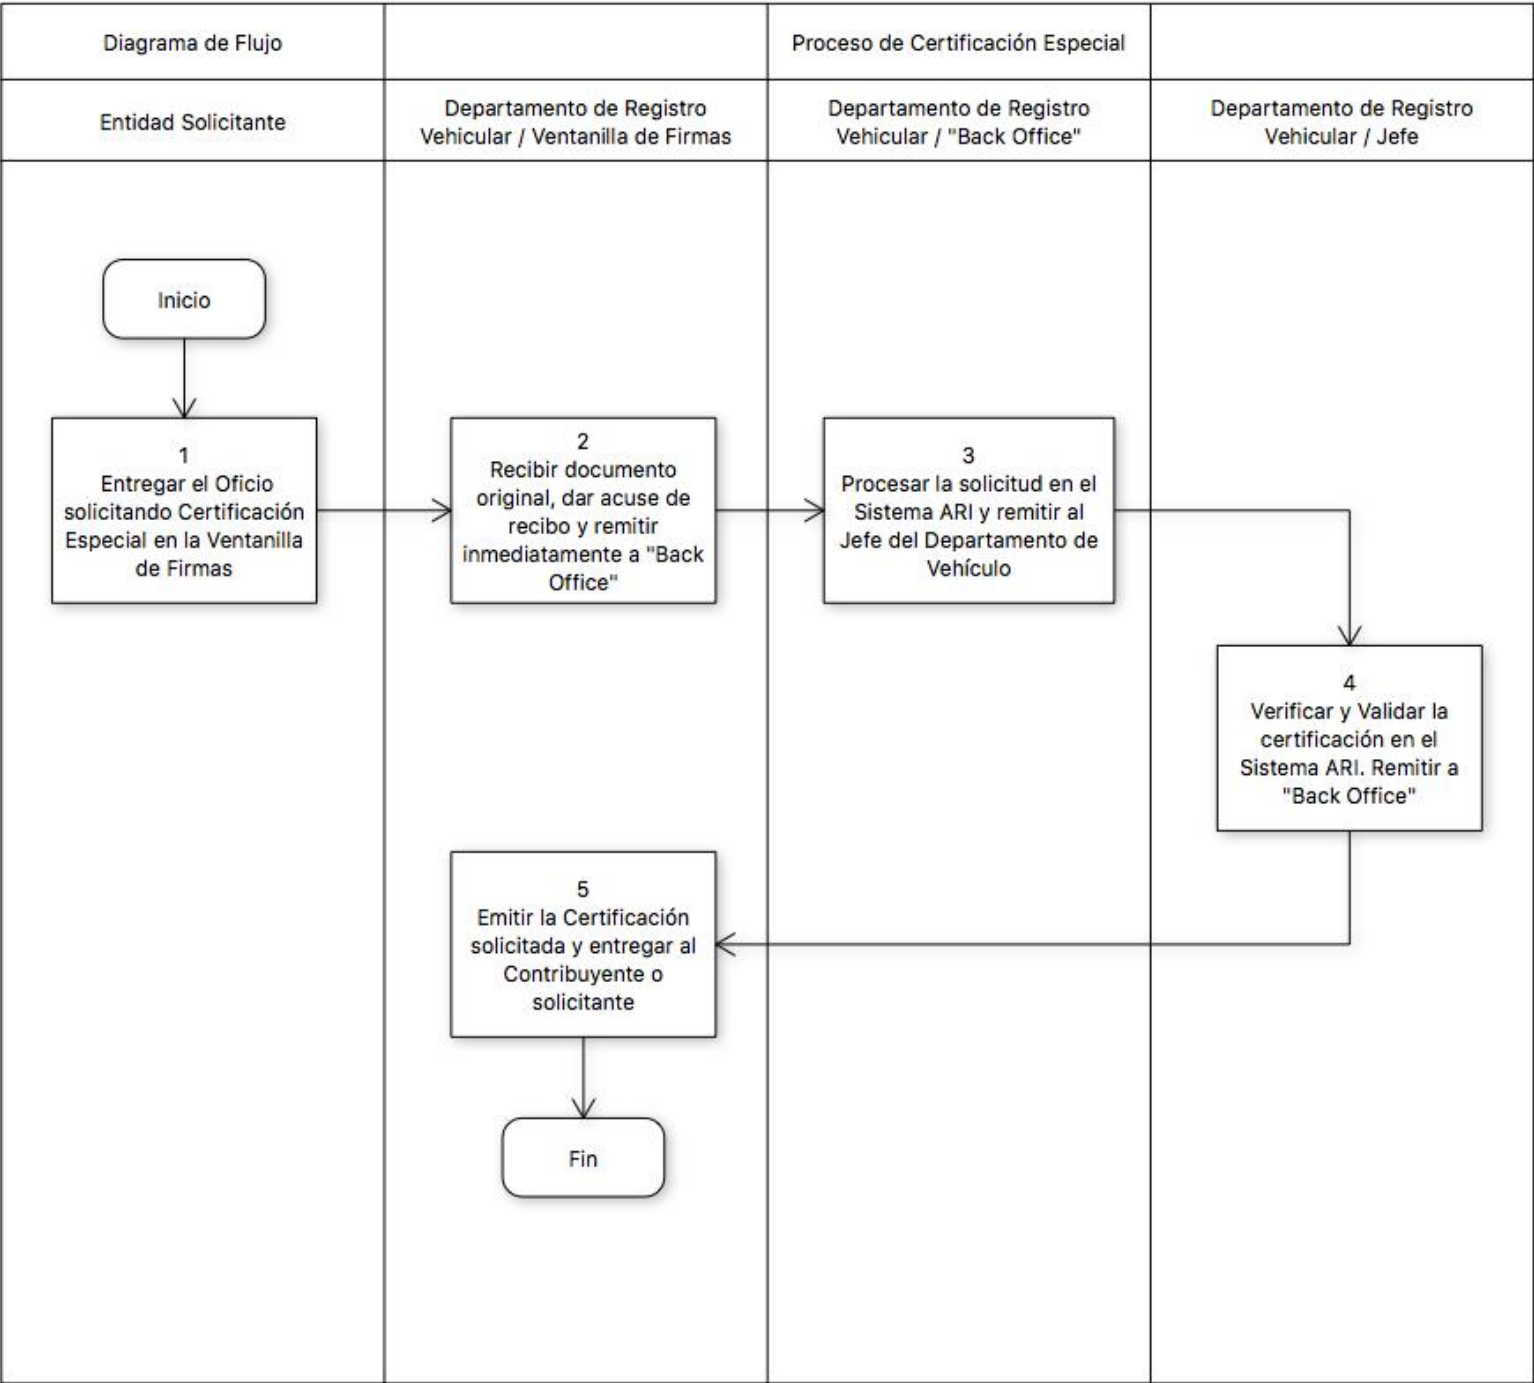 Diagrama de Flujo
Proceso de Certificación Especial
Entidad Solicitante
Departamento de Registro
Vehicular / Ventanilla de Firmas
Departamento de Registro
Vehicular / "Back Office"
Departamento de Registro
Vehicular / Jefe
Inicio
1
Entregar el Oficio
solicitando Certificación
Especial en la Ventanilla
de Firmas
2
Recibir documento
original, dar acuse de
recibo y remitir
inmediatamente a "Back
Office"
3
Procesar la solicitud en el
Sistema ARI y remitir al
Jefe del Departamento de
Vehículo
4
Verificar y Validar la
certificación en el
Sistema ARI. Remitir a
"Back Office"
5
Emitir la Certificación
solicitada y entregar al
Contribuyente o
solicitante
Fin